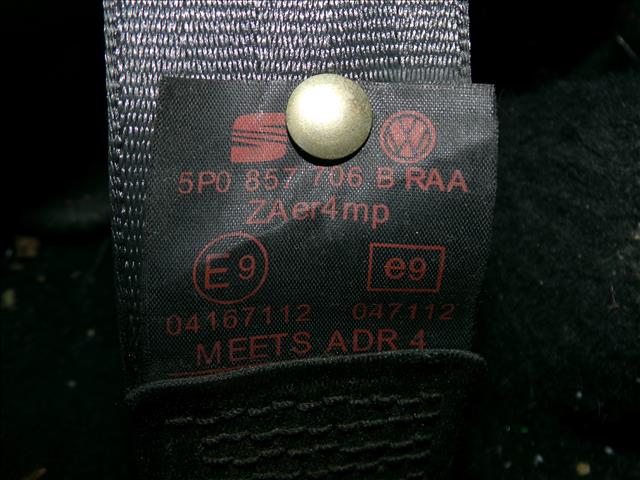 5P0 857 706 B RAA
ZAer4mp
E9 e9
04167112 047112
MEETS ADR 4